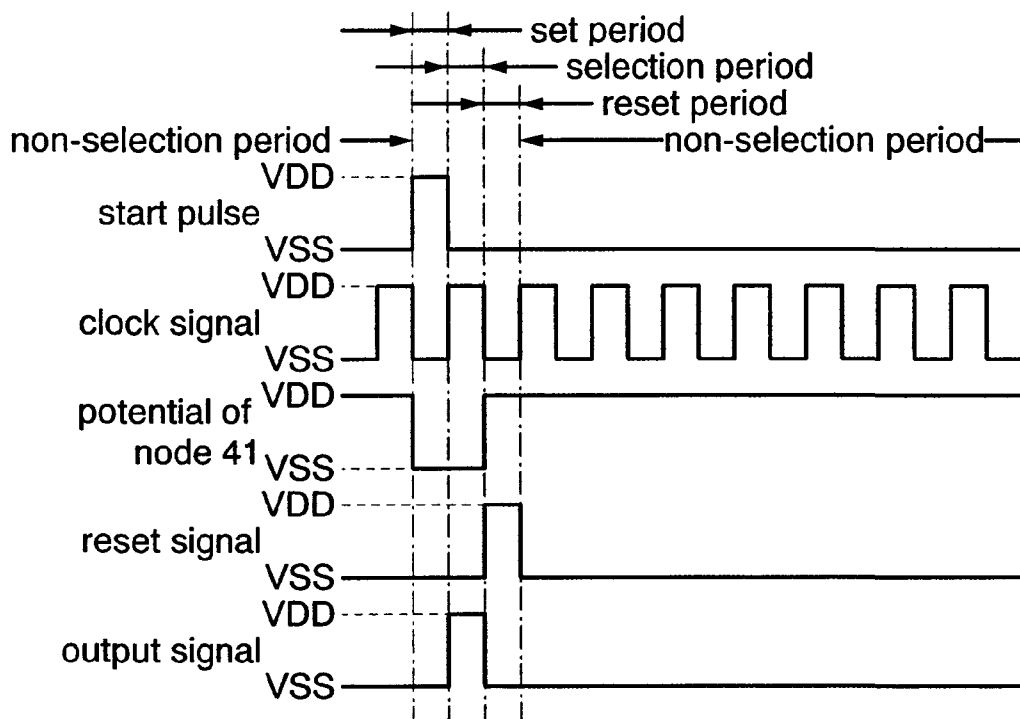 set period
selection period
reset period
non-selection period
non-selection period
VDD
start pulse
VSS
VDD
clock signal
VSS
VDD
potential of
node 41
VSS
VDD
reset signal
VSS
VDD
output signal
VSS